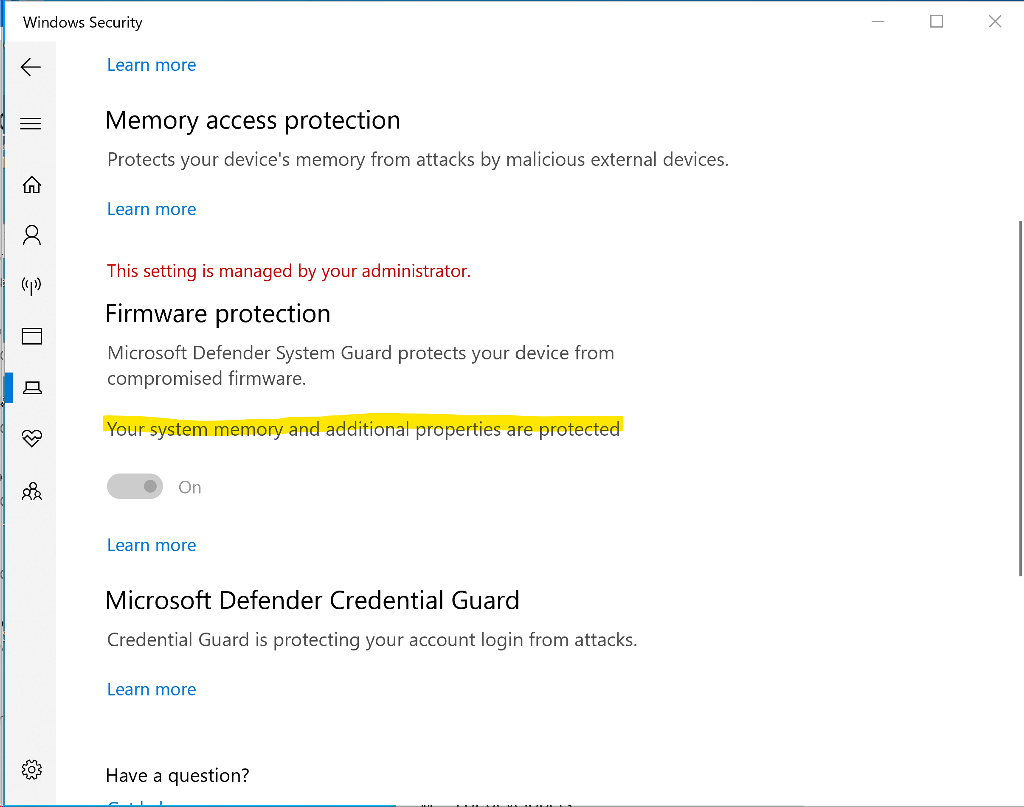 Windows Security
Learn more
Memory access protection
Protects your device's memory from attacks by malicious external devices.
Learn more
This setting is managed by your administrator.
Firmware protection
Microsoft Defender System Guard protects your device from
compromised firmware.
Your system memory and additional properties are protected
On
Learn more
Microsoft Defender Credential Guard
Credential Guard is protecting your account login from attacks.
Learn more
Have a question?